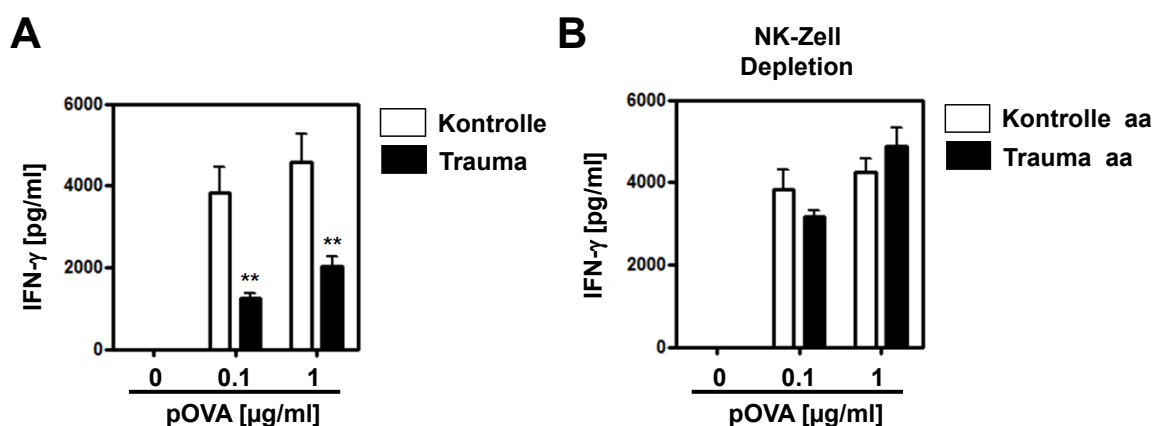 A
Kontrolle
Trauma
IFN-γ [pg/ml]
6000
4000
2000
0
**
**
0 0.1 1
pOVA [µg/ml]
B
NK-Zell
Depletion
Kontrolle aa
Trauma aa
IFN-γ [pg/ml]
6000
4000
2000
0
0 0.1 1
pOVA [µg/ml]